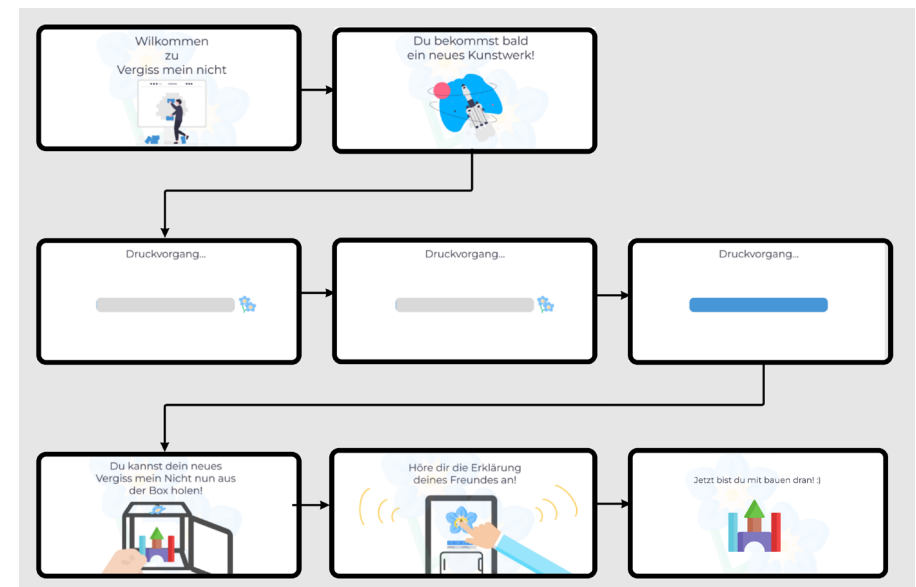 Wilkommen
zu
Vergiss mein nicht
Du bekommst bald
ein neues Kunstwerk!
Druckvorgang...
Druckvorgang...
Druckvorgang...
Du kannst dein neues
Vergiss mein Nicht nun aus
der Box holen!
Höre dir die Erklärung
deines Freundes an!
Jetzt bist du mit bauen dran! :)